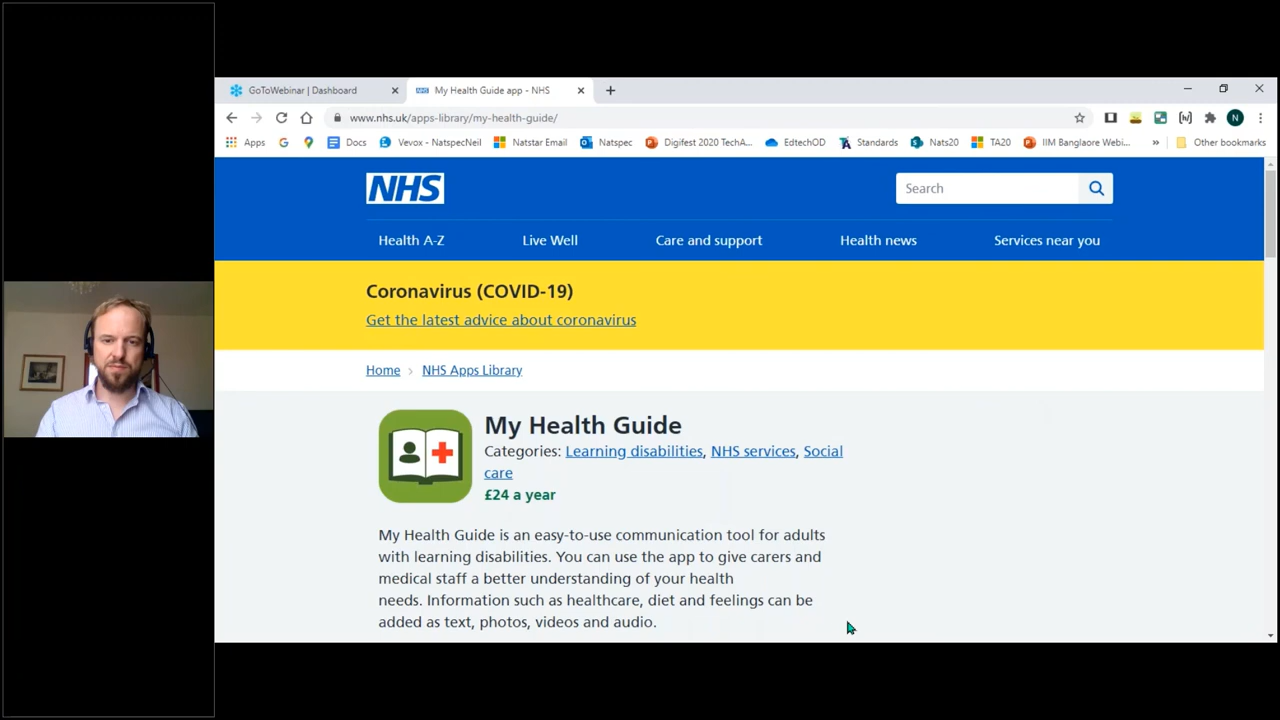 GoToWebinar | Dashboard
My Health Guide app - NHS
www.nhs.uk/apps-library/my-health-guide/
N
Apps
Docs
Vevox - NatspecNeil
Natstar Email
Natspec
Digifest 2020 TechA...
EdtechOD
Standards
Nats20
TA20
IIM Banglaore Webi...
»
Other bookmarks
NHS
Search
Health A-Z
Live Well
Care and support
Health news
Services near you
Coronavirus (COVID-19)
Get the latest advice about coronavirus
Home > NHS Apps Library
My Health Guide
Categories: Learning disabilities, NHS services, Social
care
£24 a year
My Health Guide is an easy-to-use communication tool for adults
with learning disabilities. You can use the app to give carers and
medical staff a better understanding of your health
needs. Information such as healthcare, diet and feelings can be
added as text, photos, videos and audio.